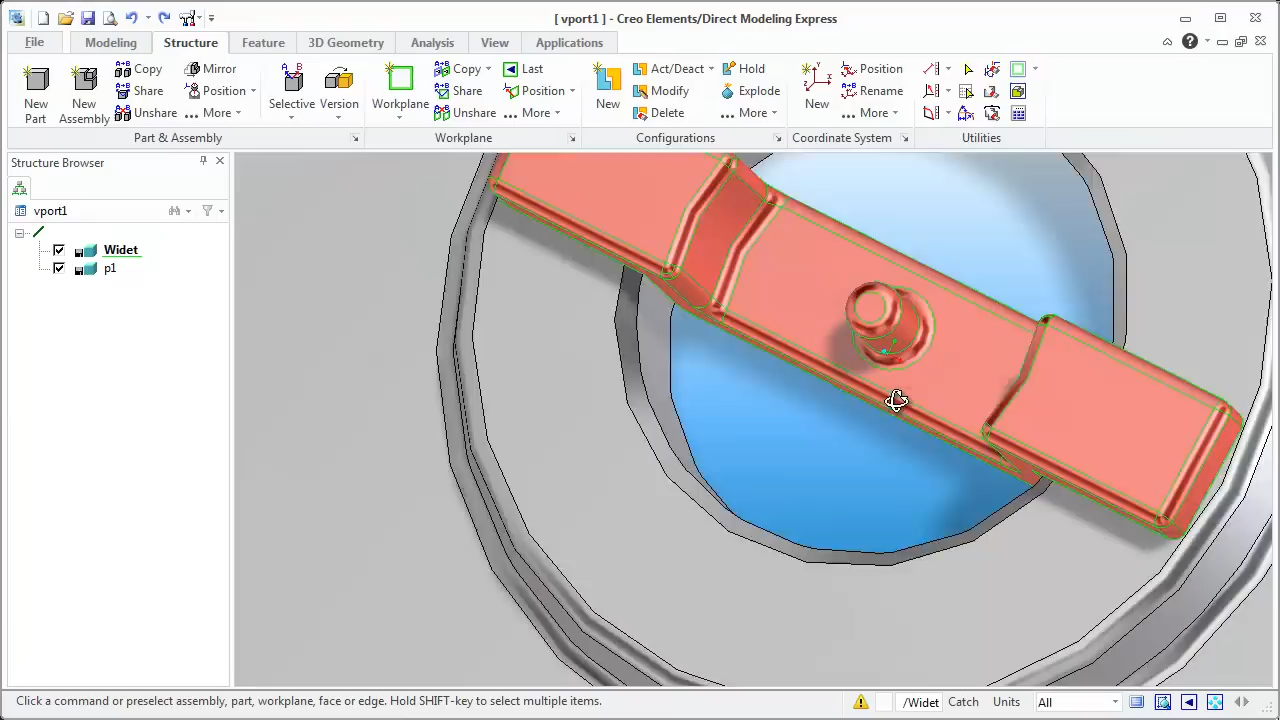 [ vport1 ] - Creo Elements/Direct Modeling Express
File Modeling Structure Feature 3D Geometry Analysis View Applications
Copy Mirror Copy Last Act/Deact Hold Position
New Part New Assembly Share Position Selective Version Workplane Share Position New Modify Explode New Rename
Unshare ... More Unshare ... More Delete ... More ... More
Part & Assembly Workplane Configurations Coordinate System Utilities
Structure Browser
vport1
Widet
p1
Click a command or preselect assembly, part, workplane, face or edge. Hold SHIFT-key to select multiple items. /Widet Catch Units All